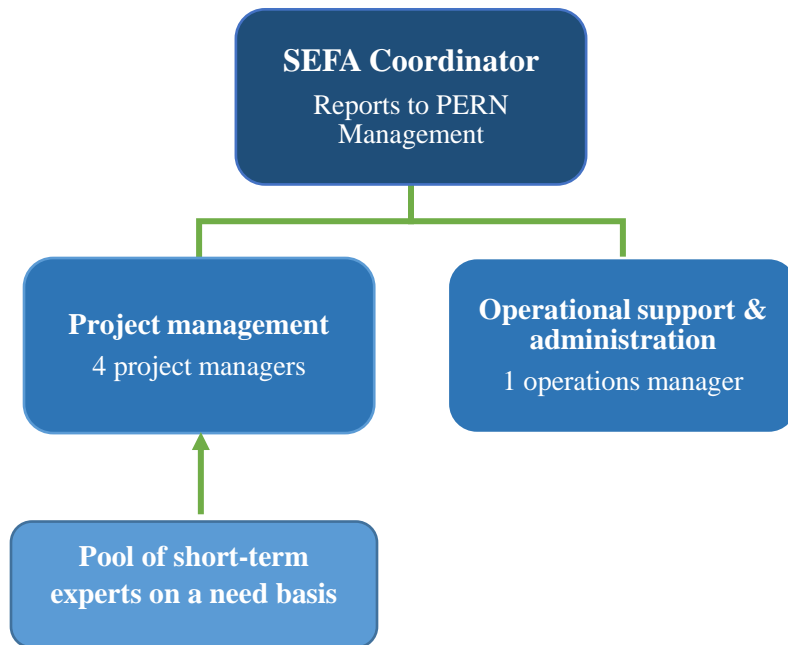 SEFA Coordinator
Reports to PERN
Management
Project management
4 project managers
Operational support &
administration
1 operations manager
Pool of short-term
experts on a need basis